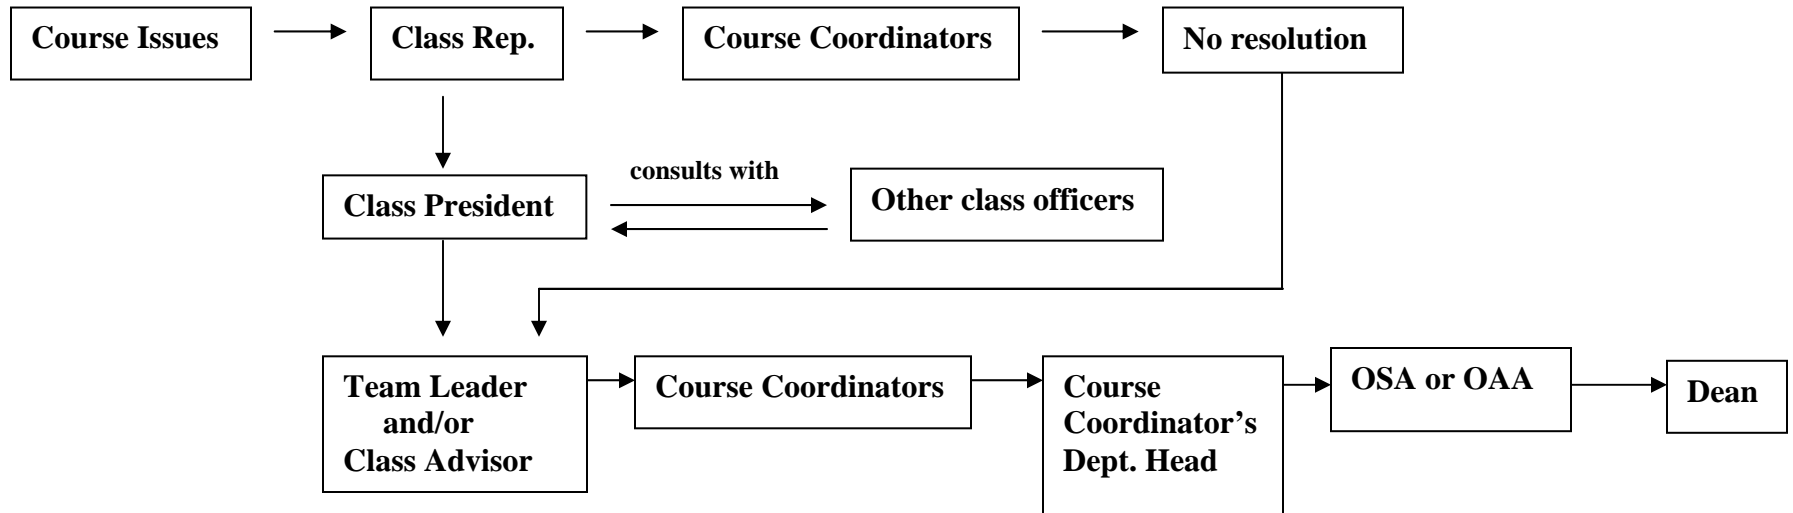 Course Issues
Class Rep.
Course Coordinators
No resolution
consults with
Class President
Other class officers
Team Leader
and/or
Class Advisor
Course Coordinators
Course
Coordinator’s
Dept. Head
OSA or OAA
Dean